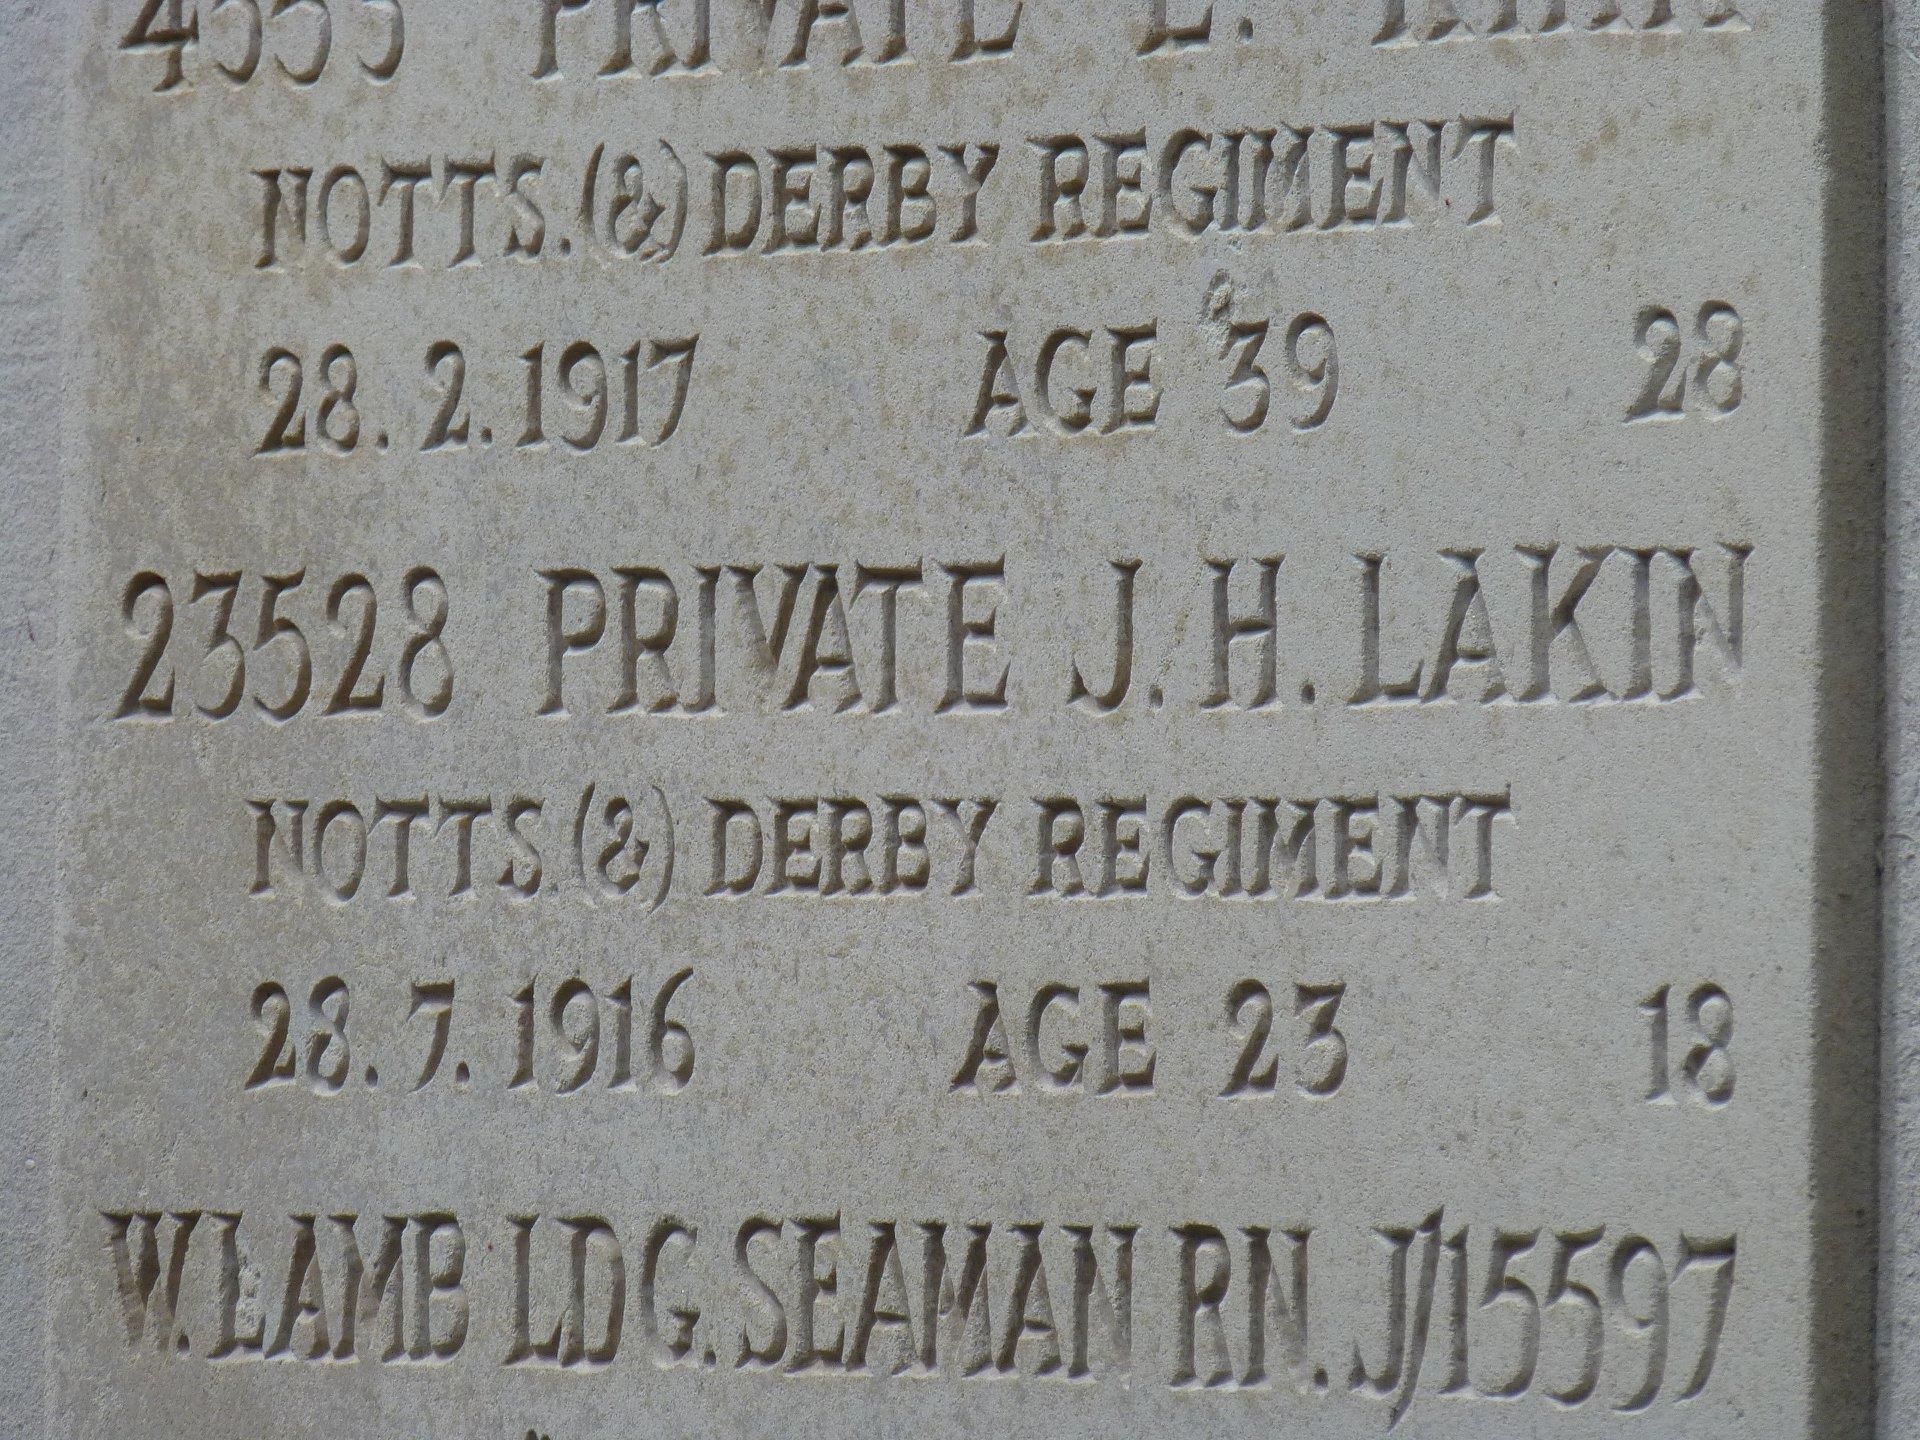 PRIVATE
NOTTS. (&) DERBY REGIMENT
28. 2. 1917 AGE 39 28
23528 PRIVATE J. H. LAKIN
NOTTS (&) DERBY REGIMENT
28. 7. 1916 AGE 23 18
W. LAMB LDG. SEAMAN RN. J/15597